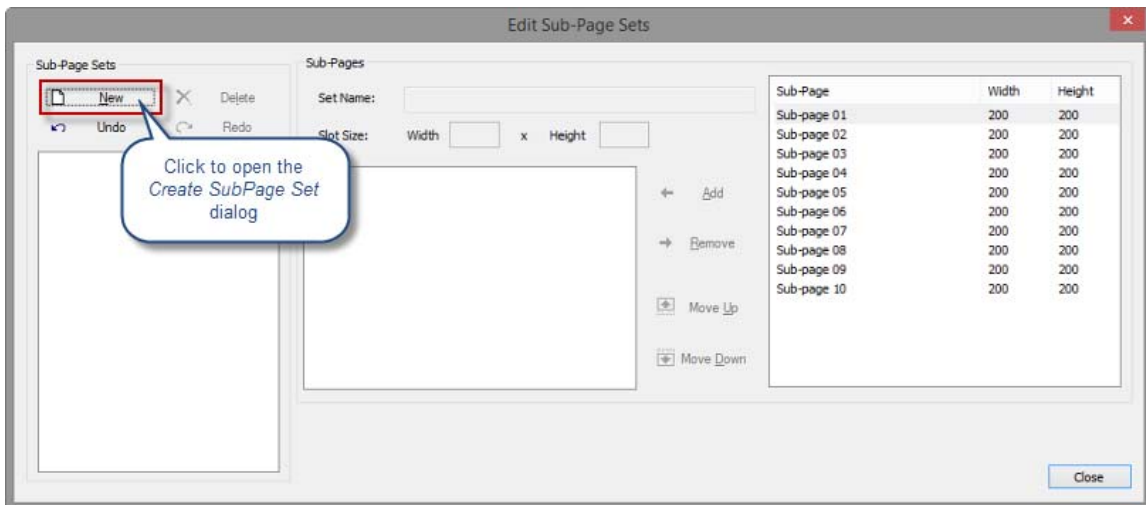 Edit Sub-Page Sets
x
Sub-Page Sets
New
Delete
Undo
Redo
Click to open the
Create SubPage Set
dialog
Sub-Pages
Set Name:
Slot Size: Width x Height
Add
Remove
Move Up
Move Down
Sub-Page Width Height
Sub-page 01 200 200
Sub-page 02 200 200
Sub-page 03 200 200
Sub-page 04 200 200
Sub-page 05 200 200
Sub-page 06 200 200
Sub-page 07 200 200
Sub-page 08 200 200
Sub-page 09 200 200
Sub-page 10 200 200
Close